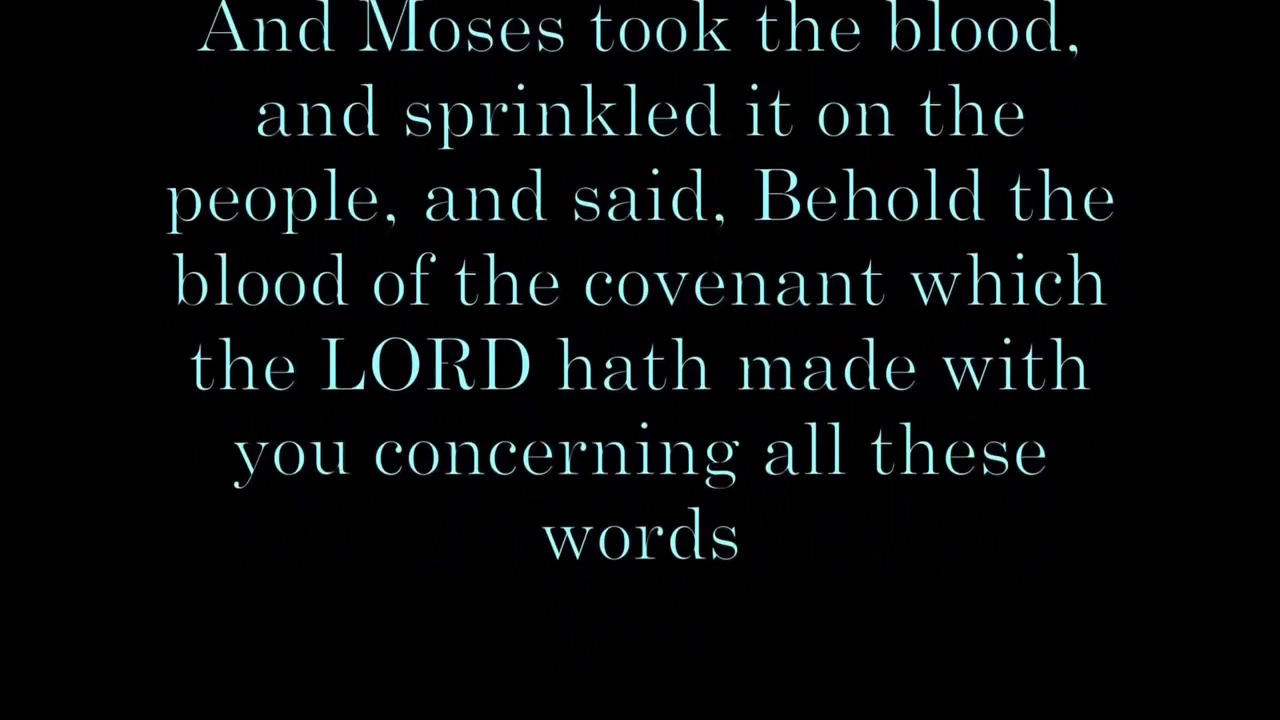 And Moses took the blood,
and sprinkled it on the
people, and said, Behold the
blood of the covenant which
the LORD hath made with
you concerning all these
words